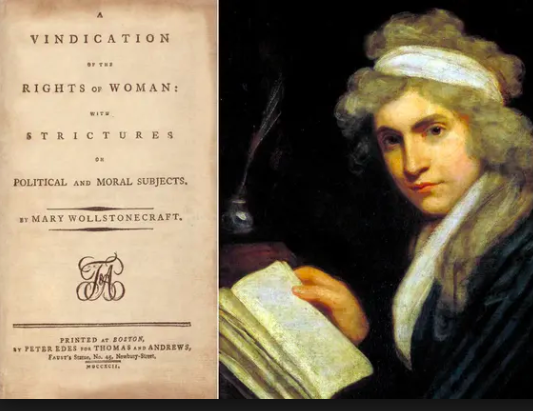 A
VINDICATION
OF THE
RIGHTS OF WOMAN:
WITH
STRICTURES
ON
POLITICAL AND MORAL SUBJECTS.
BY MARY WOLLSTONECRAFT.
PRINTED AT BOSTON,
BY PETER EDES FOR THOMAS AND ANDREWS,
FAUST's Statue, No. 45, Newbury-Street,
MDCCXCII.